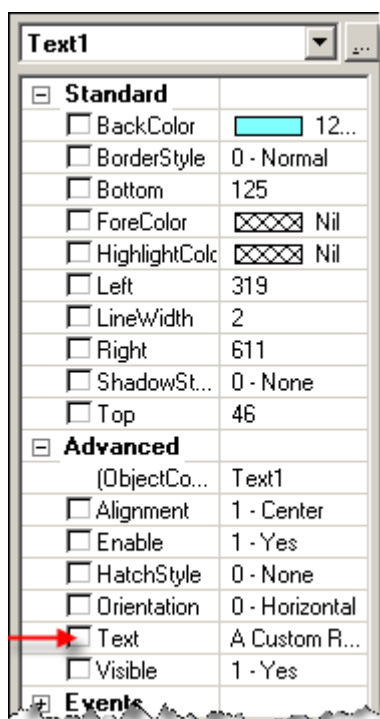 Text1 ...
Standard
BackColor 12...
BorderStyle 0 - Normal
Bottom 125
ForeColor Nil
HighlightColc Nil
Left 319
LineWidth 2
Right 611
ShadowSt... 0 - None
Top 46
Advanced
(ObjectCo... Text1
Alignment 1 - Center
Enable 1 - Yes
HatchStyle 0 - None
Orientation 0 - Horizontal
Text A Custom R...
Visible 1 - Yes
Events